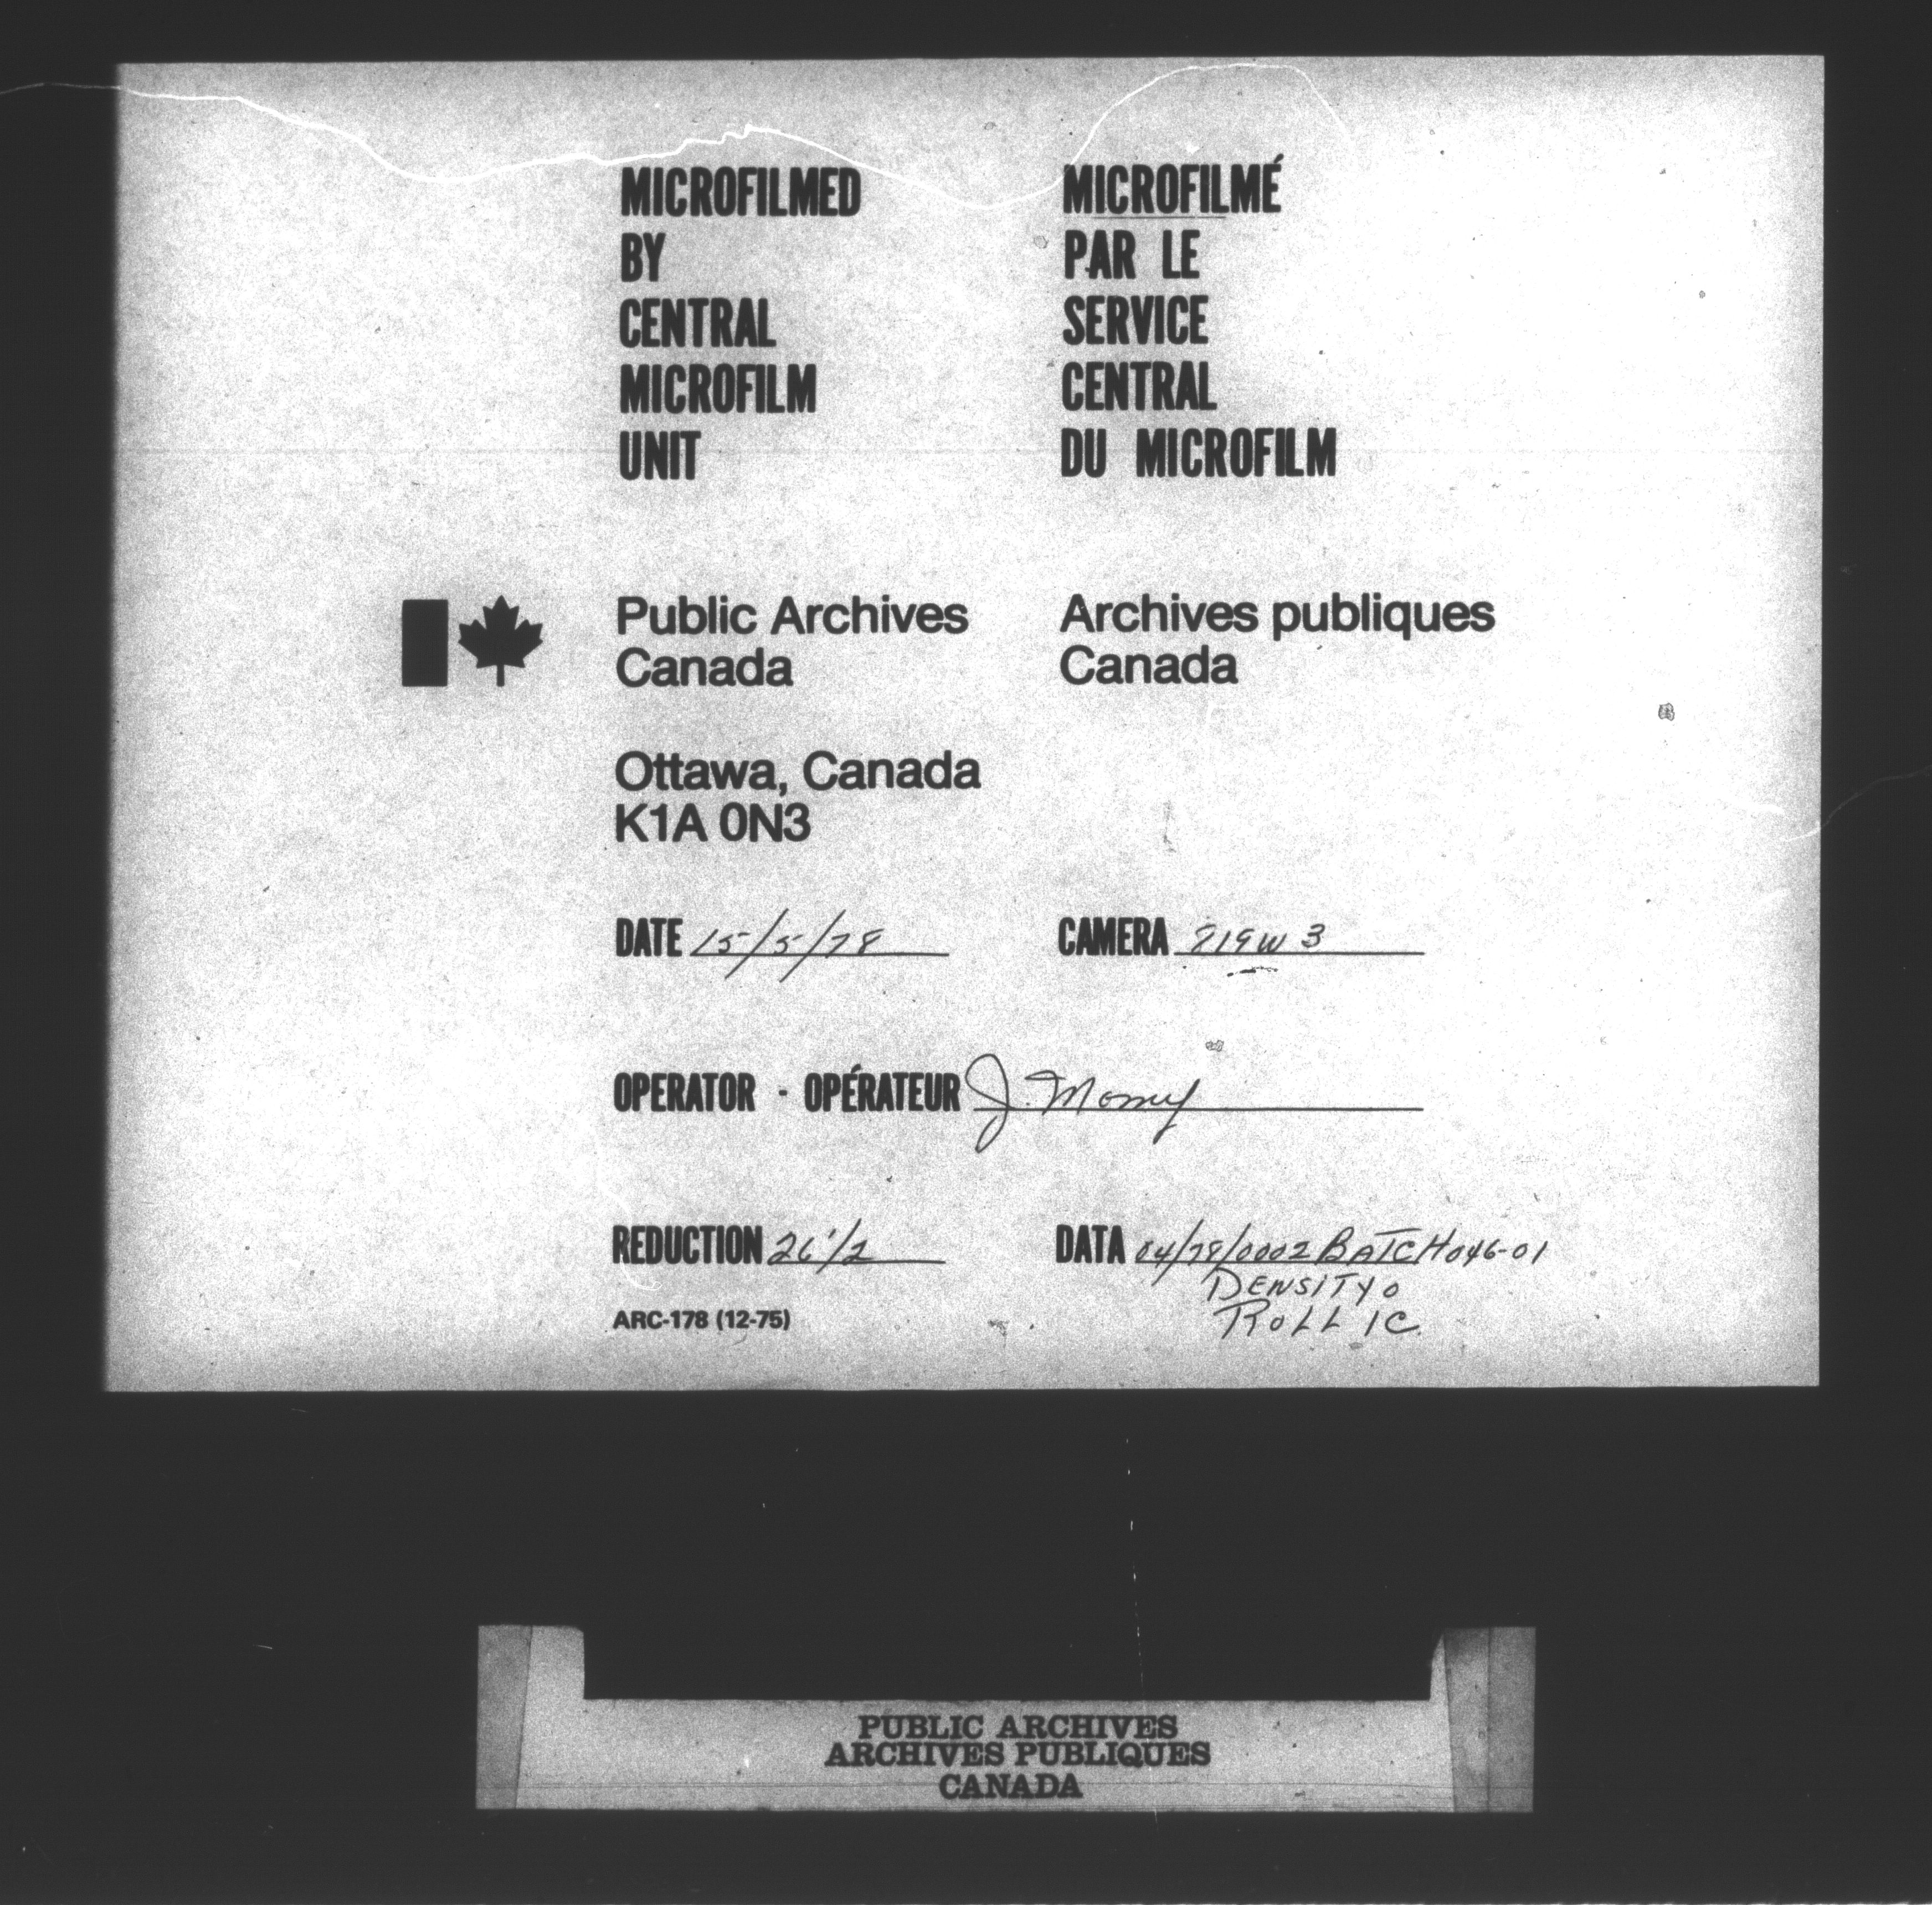 MICROFILMED
BY
CENTRAL
MICROFILM
UNIT
MICROFILMÉ
PAR LE
SERVICE
CENTRAL
DU MICROFILM
Public Archives
Canada
Archives publiques
Canada
Ottawa, Canada
K1A 0N3
DATE 15/5/78
CAMERA 819W 3
OPERATOR - OPÉRATEUR J.
REDUCTION 26 1/2
DATA 04/78/0002 BATCH 046-01
DENSITY 0
ROLL 1C
ARC-178 (12-75)
PUBLIC ARCHIVES
ARCHIVES PUBLIQUES
CANADA